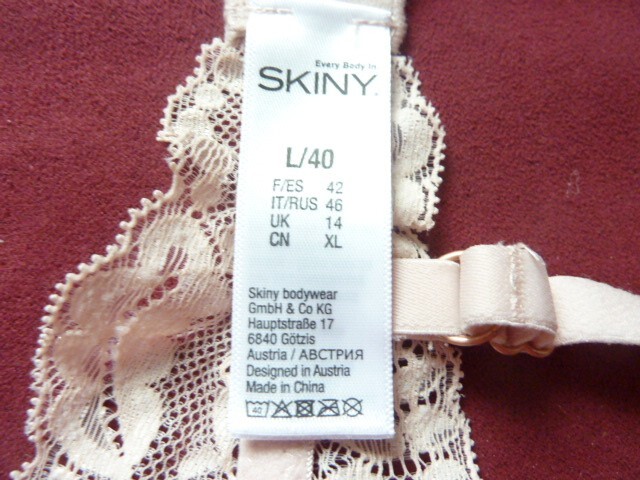 Every Body In
SKINY
L/40
F/ES 42
IT/RUS 46
UK 14
CN XL
Skiny bodywear
GmbH & Co KG
Hauptstraße 17
6840 Götzis
Austria / АВСТРИЯ
Designed in Austria
Made in China
40